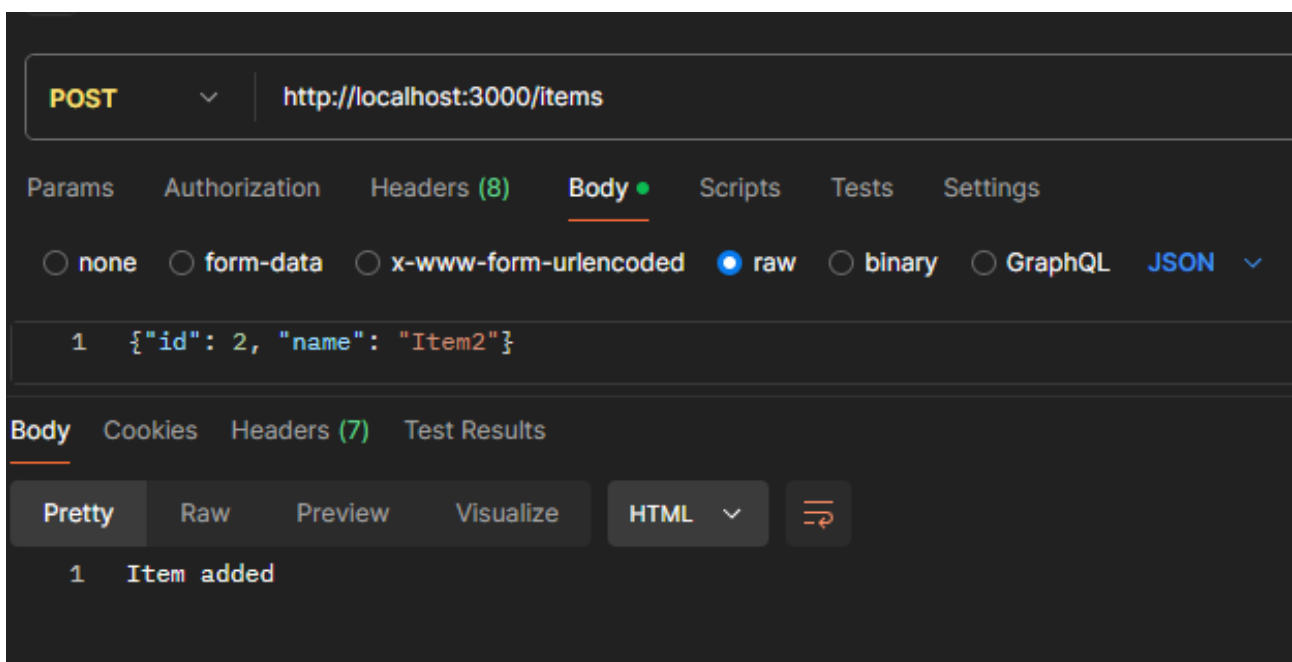 POST http://localhost:3000/items
Params Authorization Headers (8) Body Scripts Tests Settings
none form-data x-www-form-urlencoded raw binary GraphQL JSON
1 {"id": 2, "name": "Item2"}
Body Cookies Headers (7) Test Results
Pretty Raw Preview Visualize HTML
1 Item added